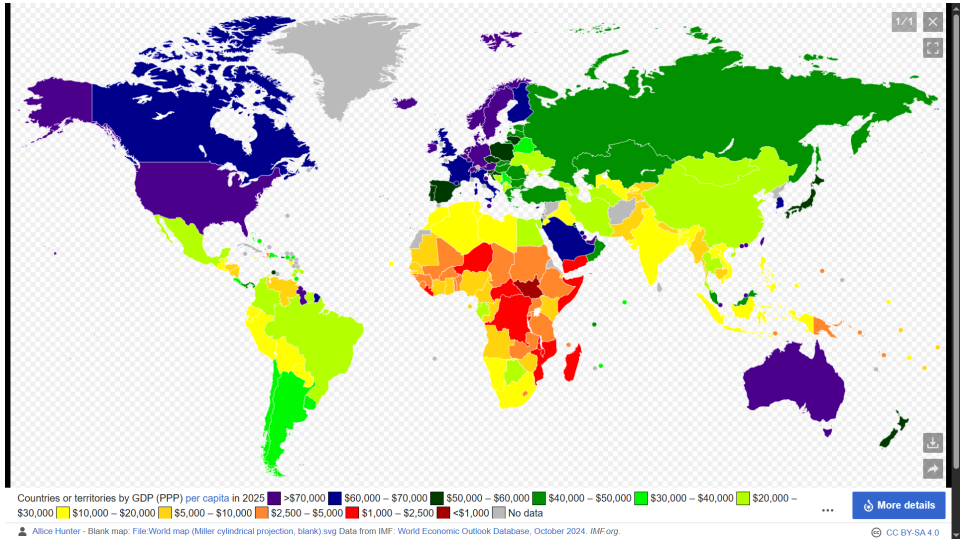 1/1
Countries or territories by GDP (PPP) per capita in 2025 >$70,000 $60,000 – $70,000 $50,000 – $60,000 $40,000 – $50,000 $30,000 – $40,000 $20,000 –
$30,000 $10,000 – $20,000 $5,000 – $10,000 $2,500 – $5,000 $1,000 – $2,500 <$1,000 No data
... More details
Allice Hunter - Blank map: File:World map (Miller cylindrical projection, blank).svg Data from IMF: World Economic Outlook Database, October 2024. IMF.org. CC BY-SA 4.0